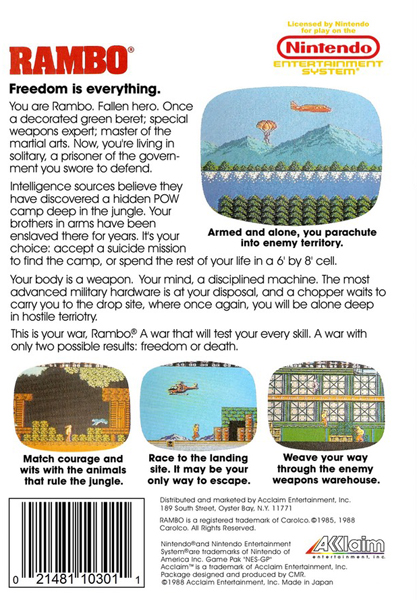 Licensed by Nintendo
for play on the
Nintendo®
ENTERTAINMENT
SYSTEM®
RAMBO®
Freedom is everything.
You are Rambo. Fallen hero. Once
a decorated green beret; special
weapons expert; master of the
martial arts. Now, you're living in
solitary, a prisoner of the govern-
ment you swore to defend.
Intelligence sources believe they
have discovered a hidden POW
camp deep in the jungle. Your
brothers in arms have been
enslaved there for years. It's your
choice: accept a suicide mission
to find the camp, or spend the rest of your life in a 6' by 8' cell.
Armed and alone, you parachute
into enemy territory.
Your body is a weapon. Your mind, a disciplined machine. The most
advanced military hardware is at your disposal, and a chopper waits to
carry you to the drop site, where once again, you will be alone deep
in hostile terriotry.
This is your war, Rambo.® A war that will test your every skill. A war with
only two possible results: freedom or death.
Match courage and
wits with the animals
that rule the jungle.
Race to the landing
site. It may be your
only way to escape.
Weave your way
through the enemy
weapons warehouse.
Distributed and marketed by Acclaim Entertainment, Inc.
189 South Street, Oyster Bay, N.Y. 11771
RAMBO is a registered trademark of Carolco. ©1985, 1988
Carolco. All Rights Reserved.
Nintendo® and Nintendo Entertainment
System® are trademarks of Nintendo of
America Inc. Game Pak "NES-GP"
Acclaim™ is a trademark of Acclaim Entertainment, Inc.
Package designed and produced by CMR.
©1988 Acclaim Entertainment, Inc. Made in Japan
Acclaim
entertainment, inc.
0 21481 10301 1